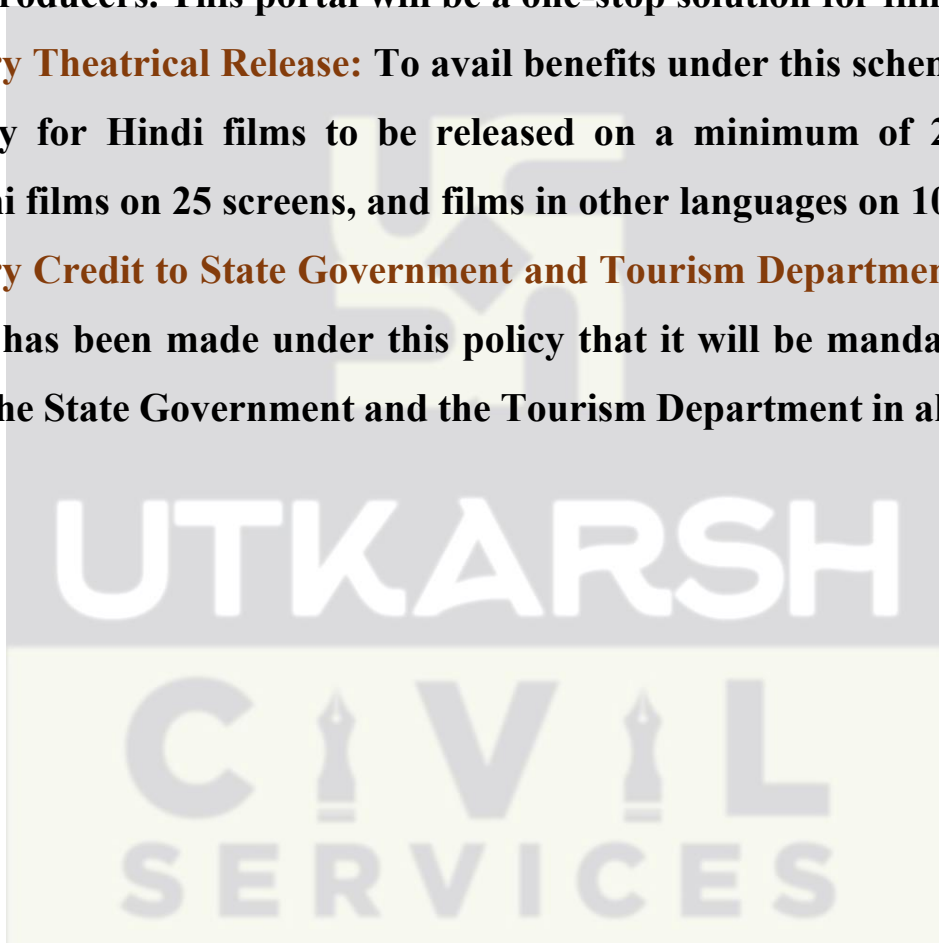 roducers. This portal will be a one-stop solution for film
y Theatrical Release: To avail benefits under this schem
y for Hindi films to be released on a minimum of 2
ni films on 25 screens, and films in other languages on 10
y Credit to State Government and Tourism Departmen
has been made under this policy that it will be manda
he State Government and the Tourism Department in al
UTKARSH
CIVIL
SERVICES